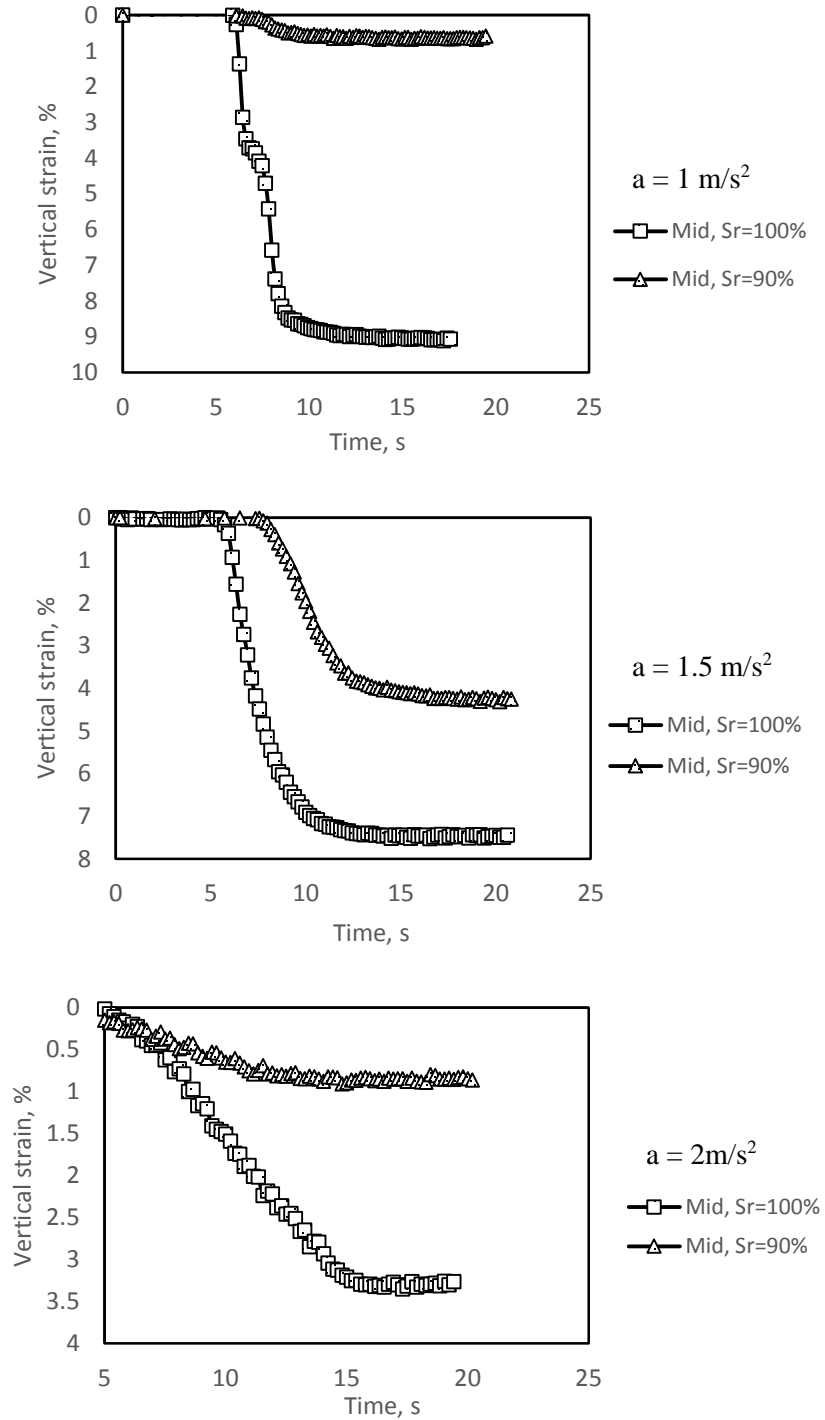 0
1
2
3
4
5
6
7
8
9
10
Vertical strain, %
0 5 10 15 20 25
Time, s
a = 1 m/s²
Mid, Sr=100%
Mid, Sr=90%
0
1
2
3
4
5
6
7
8
Vertical strain, %
0 5 10 15 20 25
Time, s
a = 1.5 m/s²
Mid, Sr=100%
Mid, Sr=90%
0
0.5
1
1.5
2
2.5
3
3.5
4
Vertical strain, %
5 10 15 20 25
Time, s
a = 2m/s²
Mid, Sr=100%
Mid, Sr=90%